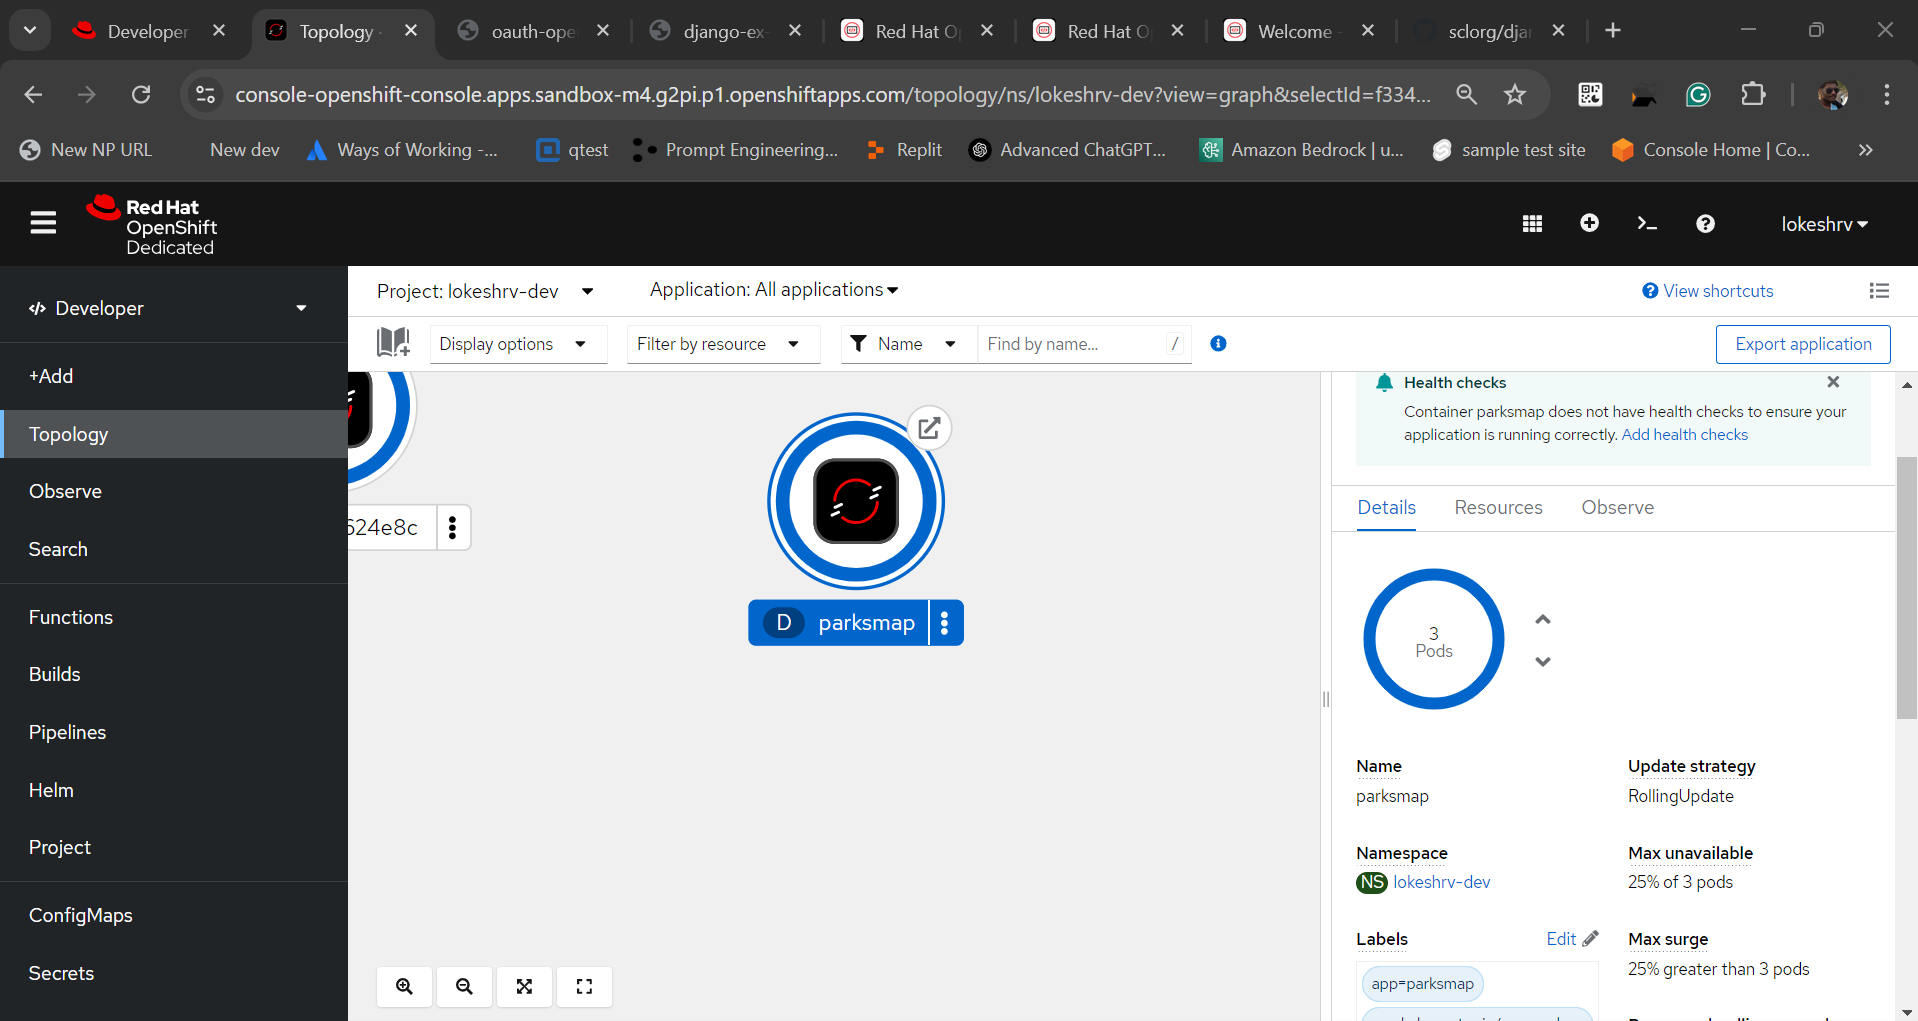 Developer
Topology
oauth-ope
django-ex
Red Hat O
Red Hat O
Welcome
sclorg/djan
console-openshift-console.apps.sandbox-m4.g2pi.p1.openshiftapps.com/topology/ns/lokeshrv-dev?view=graph&selectId=f334...
New NP URL
New dev
Ways of Working -...
qtest
Prompt Engineering...
Replit
Advanced ChatGPT...
Amazon Bedrock | u...
sample test site
Console Home | Co...
Red Hat
OpenShift
Dedicated
lokeshrv
Developer
Project: lokeshrv-dev
Application: All applications
View shortcuts
Display options
Filter by resource
Name
Find by name...
/
Export application
+Add
Topology
Observe
Search
Functions
Builds
Pipelines
Helm
Project
ConfigMaps
Secrets
624e8c
D parksmap
Health checks
Container parksmap does not have health checks to ensure your
application is running correctly. Add health checks
Details
Resources
Observe
3
Pods
Name
parksmap
Update strategy
RollingUpdate
Namespace
NS lokeshrv-dev
Max unavailable
25% of 3 pods
Labels
Edit
Max surge
25% greater than 3 pods
app=parksmap